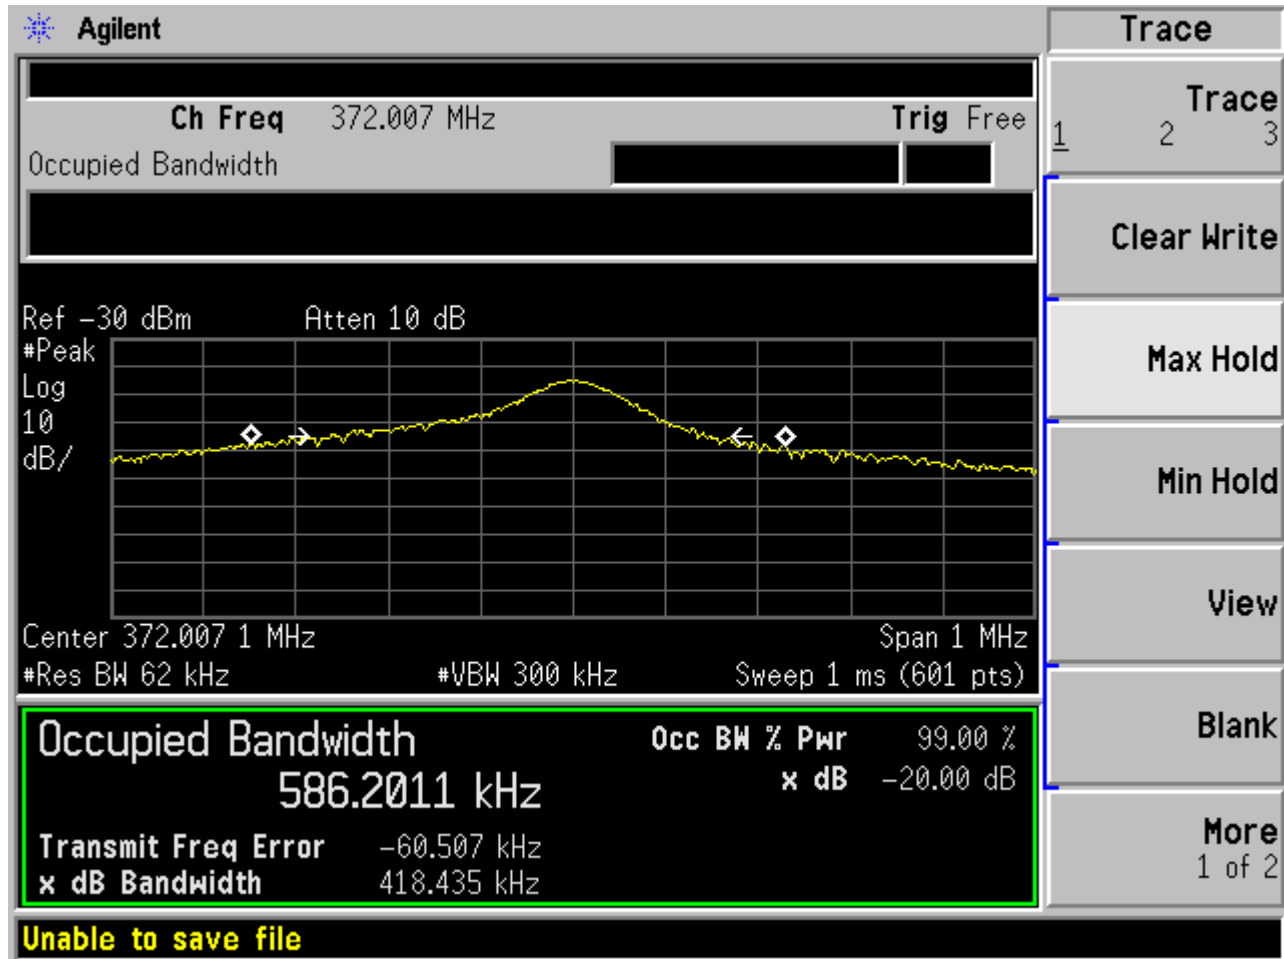 Agilent
Trace
Ch Freq 372.007 MHz Trig Free
Occupied Bandwidth
Ref -30 dBm Atten 10 dB
#Peak
Log
10
dB/
Center 372.007 1 MHz Span 1 MHz
#Res BW 62 kHz #VBW 300 kHz Sweep 1 ms (601 pts)
Occupied Bandwidth
586.2011 kHz
Occ BW % Pwr 99.00 %
x dB -20.00 dB
Transmit Freq Error -60.507 kHz
x dB Bandwidth 418.435 kHz
Unable to save file
Trace
1 2 3
Clear Write
Max Hold
Min Hold
View
Blank
More
1 of 2